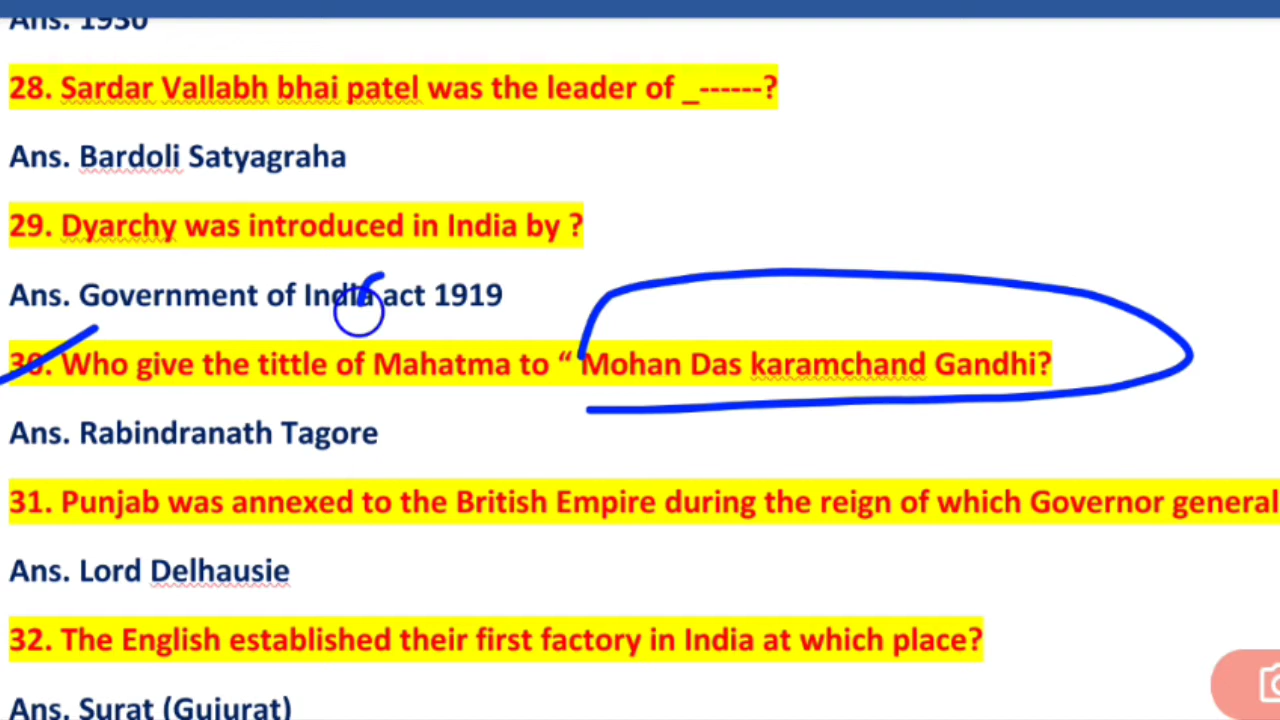 Ans. 1930
28. Sardar Vallabh bhai patel was the leader of _------?
Ans. Bardoli Satyagraha
29. Dyarchy was introduced in India by ?
Ans. Government of India act 1919
30. Who give the tittle of Mahatma to “ Mohan Das karamchand Gandhi?
Ans. Rabindranath Tagore
31. Punjab was annexed to the British Empire during the reign of which Governor general
Ans. Lord Delhausie
32. The English established their first factory in India at which place?
Ans. Surat (Gujurat)